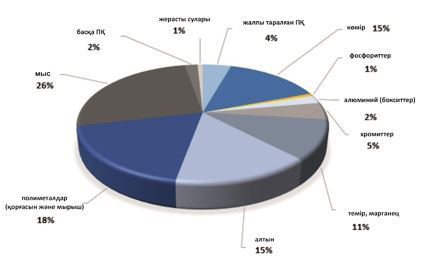 жерасты сулары
1%
жалпы таралған ПҚ
4%
көмір 15%
фосфориттер
1%
алюминий (бокситтер)
2%
хромиттер
5%
темір, марганец
11%
алтын
15%
полиметалдар
(қорғасын және мырыш)
18%
мыс
26%
басқа ПҚ
2%